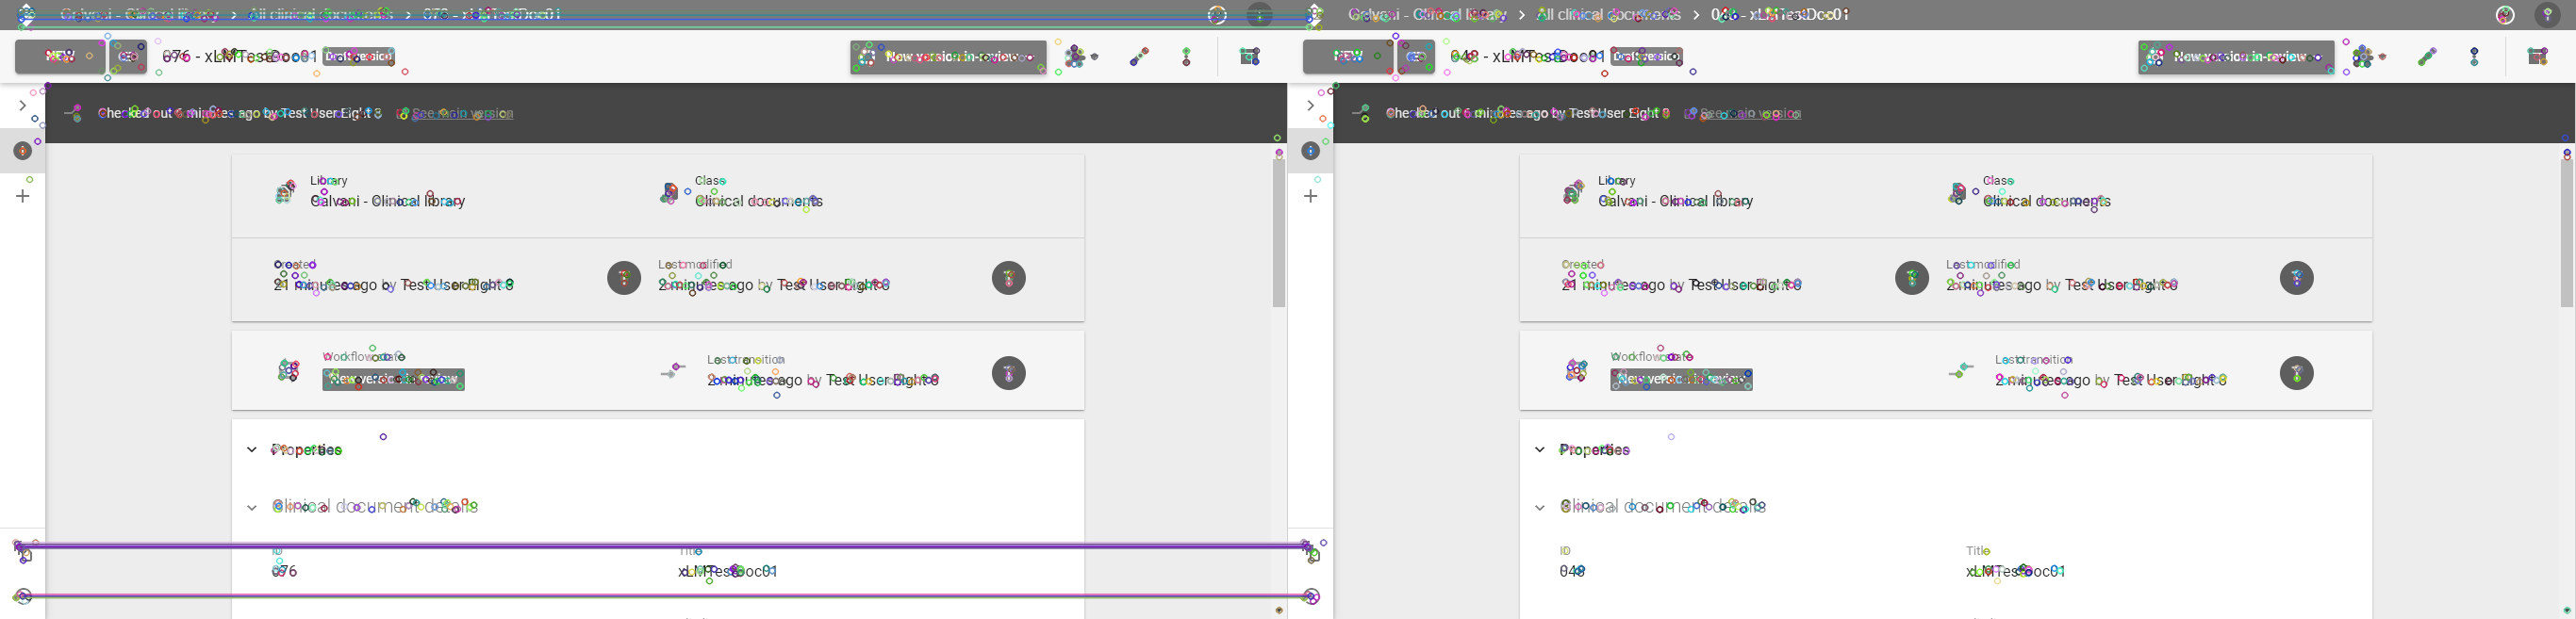 Galvani - Clinical library > All clinical documents > 076 - xLMTestDoc01
NEW
076 - xLMTestDoc01 Draft version
New version in-review
Checked out 6 minutes ago by Test User Eight 8 See main version
Library
Galvani - Clinical library
Class
Clinical documents
Created
21 minutes ago by Test User Eight 8
Last modified
2 minutes ago by Test User Eight 8
Workflow state
New version in-review
Last transition
2 minutes ago by Test User Eight 8
Properties
Clinical document details
ID
076
Title
xLMTestDoc01
Galvani - Clinical library > All clinical documents > 048 - xLMTestDoc01
NEW
048 - xLMTestDoc01 Draft version
New version in-review
Checked out 6 minutes ago by Test User Eight 8 See main version
Library
Galvani - Clinical library
Class
Clinical documents
Created
21 minutes ago by Test User Eight 8
Last modified
2 minutes ago by Test User Eight 8
Workflow state
New version in-review
Last transition
2 minutes ago by Test User Eight 8
Properties
Clinical document details
ID
048
Title
xLMTestDoc01